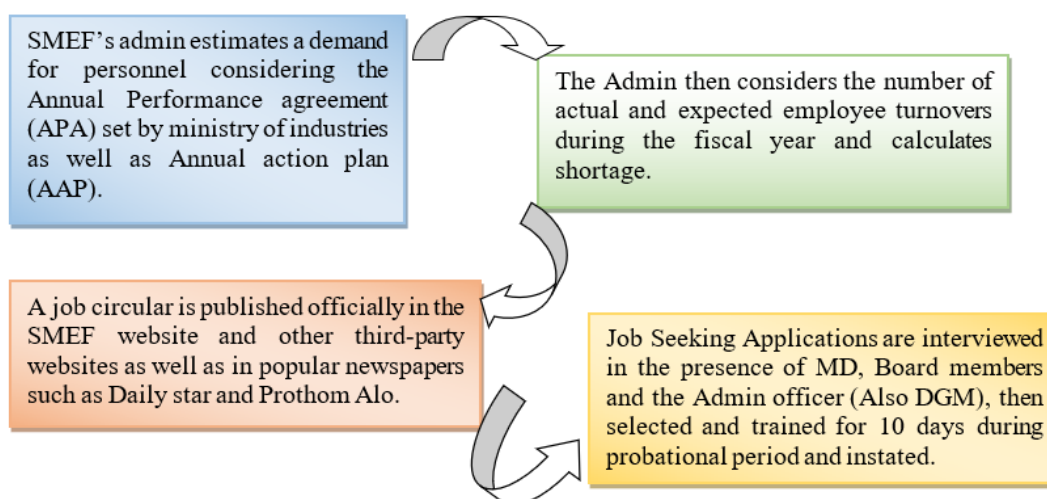 SMEF's admin estimates a demand
for personnel considering the
Annual Performance agreement
(APA) set by ministry of industries
as well as Annual action plan
(AAP).
The Admin then considers the number of
actual and expected employee turnovers
during the fiscal year and calculates
shortage.
A job circular is published officially in the
SMEF website and other third-party
websites as well as in popular newspapers
such as Daily star and Prothom Alo.
Job Seeking Applications are interviewed
in the presence of MD, Board members
and the Admin officer (Also DGM), then
selected and trained for 10 days during
probational period and instated.